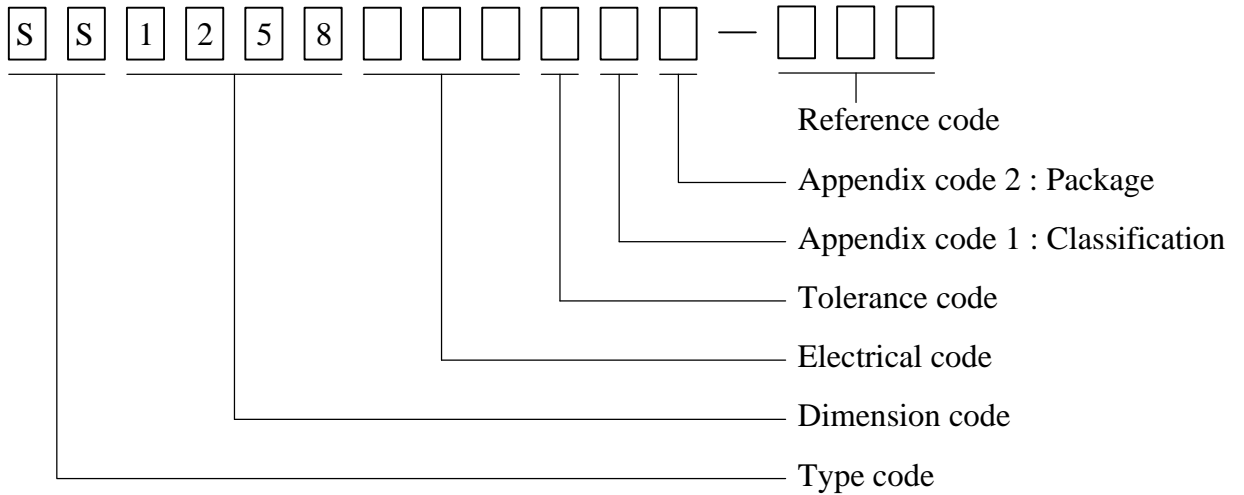 S S 1 2 5 8 —
Reference code
Appendix code 2 : Package
Appendix code 1 : Classification
Tolerance code
Electrical code
Dimension code
Type code